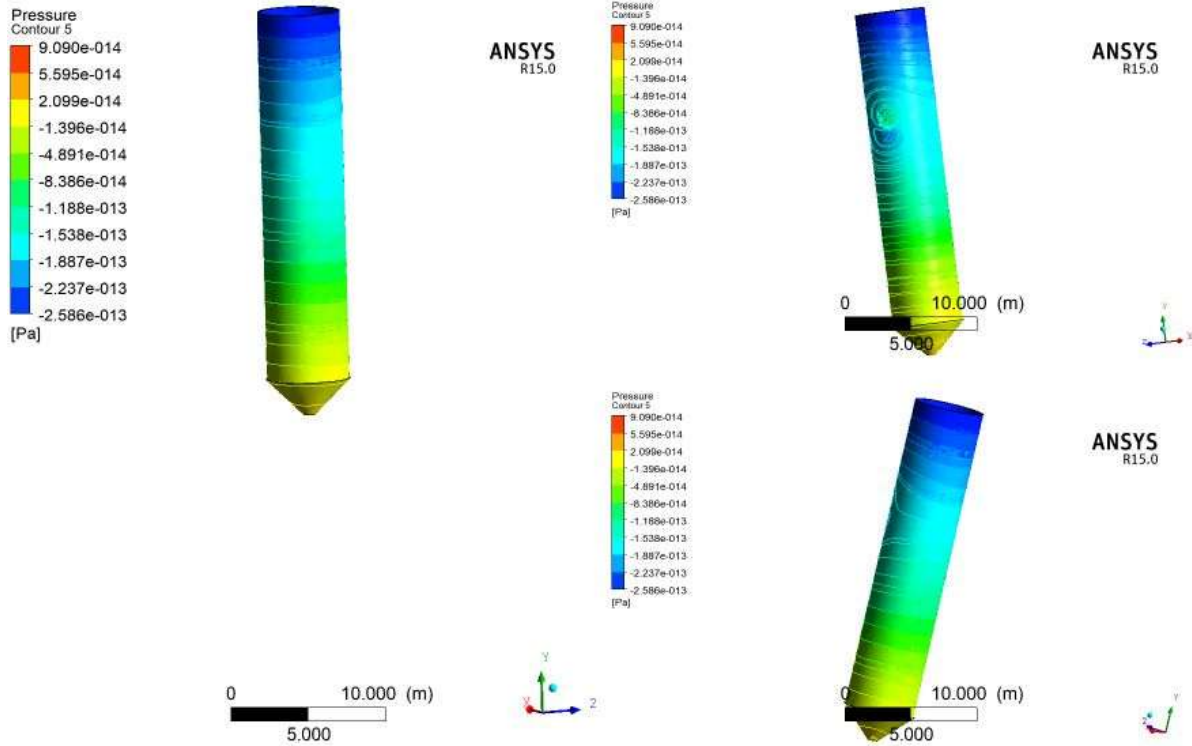 Pressure
Contour 5
9.090e-014
5.595e-014
2.099e-014
-1.396e-014
-4.891e-014
-8.386e-014
-1.188e-013
-1.538e-013
-1.887e-013
-2.237e-013
-2.586e-013
[Pa]
ANSYS
R15.0
0 10.000 (m)
5.000
Y
X
Z
Pressure
Contour 5
9.090e-014
5.595e-014
2.099e-014
-1.396e-014
-4.891e-014
-8.386e-014
-1.188e-013
-1.538e-013
-1.887e-013
-2.237e-013
-2.586e-013
[Pa]
ANSYS
R15.0
0 10.000 (m)
5.000
Y
Z
X
Pressure
Contour 5
9.090e-014
5.595e-014
2.099e-014
-1.396e-014
-4.891e-014
-8.386e-014
-1.188e-013
-1.538e-013
-1.887e-013
-2.237e-013
-2.586e-013
[Pa]
ANSYS
R15.0
0 10.000 (m)
5.000
Y
Z